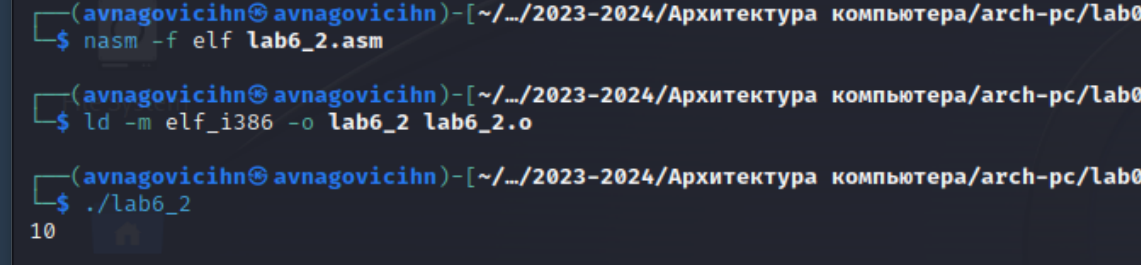 ┌──(avnagovicihn㉿avnagovicihn)-[~/…/2023-2024/Архитектура компьютера/arch-pc/lab0
└─$ nasm -f elf lab6_2.asm
┌──(avnagovicihn㉿avnagovicihn)-[~/…/2023-2024/Архитектура компьютера/arch-pc/lab0
└─$ ld -m elf_i386 -o lab6_2 lab6_2.o
┌──(avnagovicihn㉿avnagovicihn)-[~/…/2023-2024/Архитектура компьютера/arch-pc/lab0
└─$ ./lab6_2
10